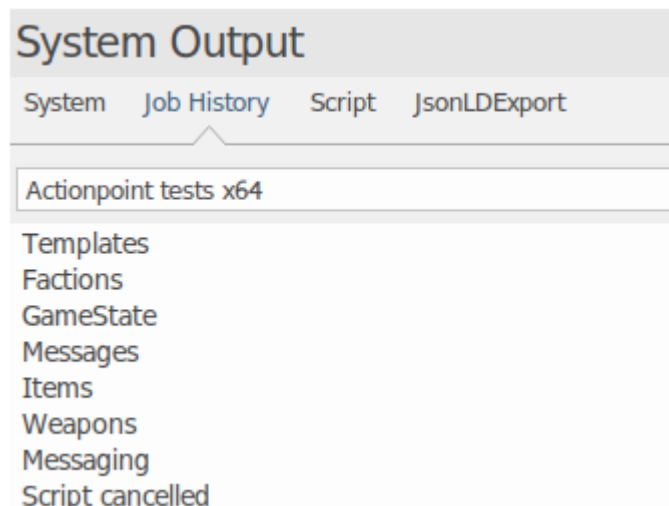 System Output
System Job History Script JsonLDExport
Actionpoint tests x64
Templates
Factions
GameState
Messages
Items
Weapons
Messaging
Script cancelled